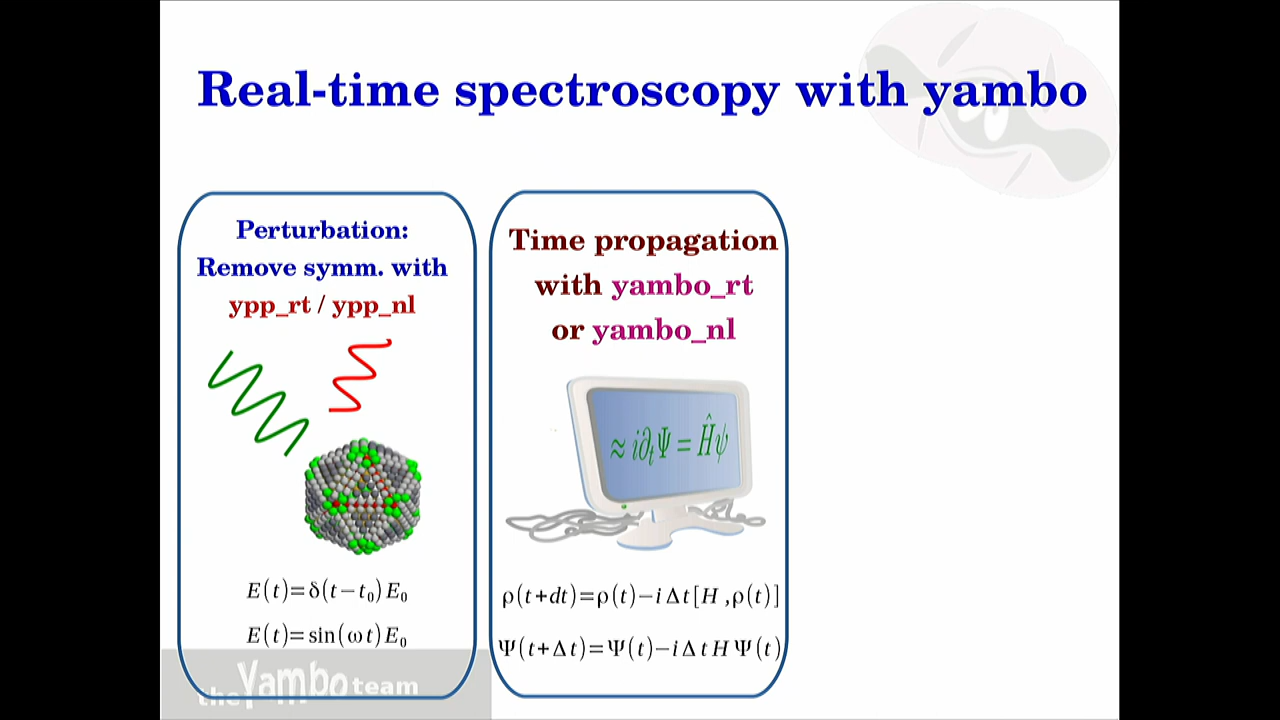 Real-time spectroscopy with yambo
Perturbation:
Remove symm. with
ypp_rt / ypp_nl
E(t)=δ(t−t₀)E₀
E(t)=sin(ωt)E₀
Time propagation
with yambo_rt
or yambo_nl
≈ i∂ₜΨ = Ĥψ
ρ(t+dt)=ρ(t)−iΔt[H,ρ(t)]
Ψ(t+Δt)=Ψ(t)−iΔtHΨ(t)
the Yambo team